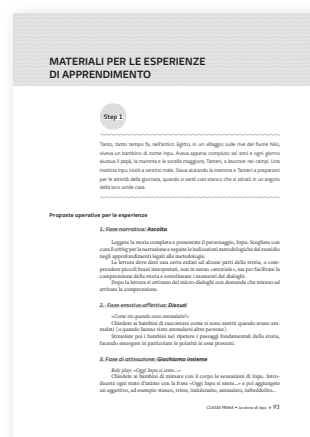 MATERIALI PER LE ESPERIENZE
DI APPRENDIMENTO
Step 1
Tanto, tanto tempo fa, nell'antico Egitto, in un villaggio sulle rive del fiume Nilo,
viveva un bambino di nome Inpu. Aveva appena compiuto sei anni e ogni giorno
aiutava il papà, la mamma e la sorella maggiore, Tameri, a lavorare nei campi. Una
mattina Inpu iniziò a sentirsi male. Stava aiutando la mamma e Tameri a prepararsi
per le attività della giornata, quando si sentì così stanco che si sdraiò in un angolo
della loro umile casa.
Proposte operative per le esperienze
1. Fase narrativa: Ascolto
Leggete la storia completa e presentate il personaggio, Inpu. Scegliete con
cura il setting per la narrazione e seguite le indicazioni metodologiche del sussidio
negli approfondimenti legati alle metodologie.
La lettura deve dare una certa enfasi ad alcune parti della storia, o com-
prendere piccoli brani interpretati, non in senso «attoriale», ma per facilitare la
comprensione della storia e sottolineare i momenti dei dialoghi.
Dopo la lettura si attivano dei micro-dialoghi con domande che mirano ad
attivare la comprensione.
2. Fase emotivo-affettiva: Discuti
«Come sto quando sono ammalato?»
Chiedete ai bambini di raccontare come si sono sentiti quando erano am-
malati (o quando hanno visto ammalarsi altre persone).
Stimolate poi i bambini nel ripetere i passaggi fondamentali della storia,
facendo emergere in particolare le polarità in essa presenti.
3. Fase di attivazione: Giochiamo insieme
Role play: «Oggi Inpu si sente...»
Chiedete ai bambini di mimare con il corpo le sensazioni di Inpu. Intro-
ducete ogni stato d'animo con la frase «Oggi Inpu si sente...» e poi aggiungete
un aggettivo, ad esempio stanco, triste, indolenzito, ammalato, infreddolito...
CLASSE PRIMA • La storia di Inpu • 93